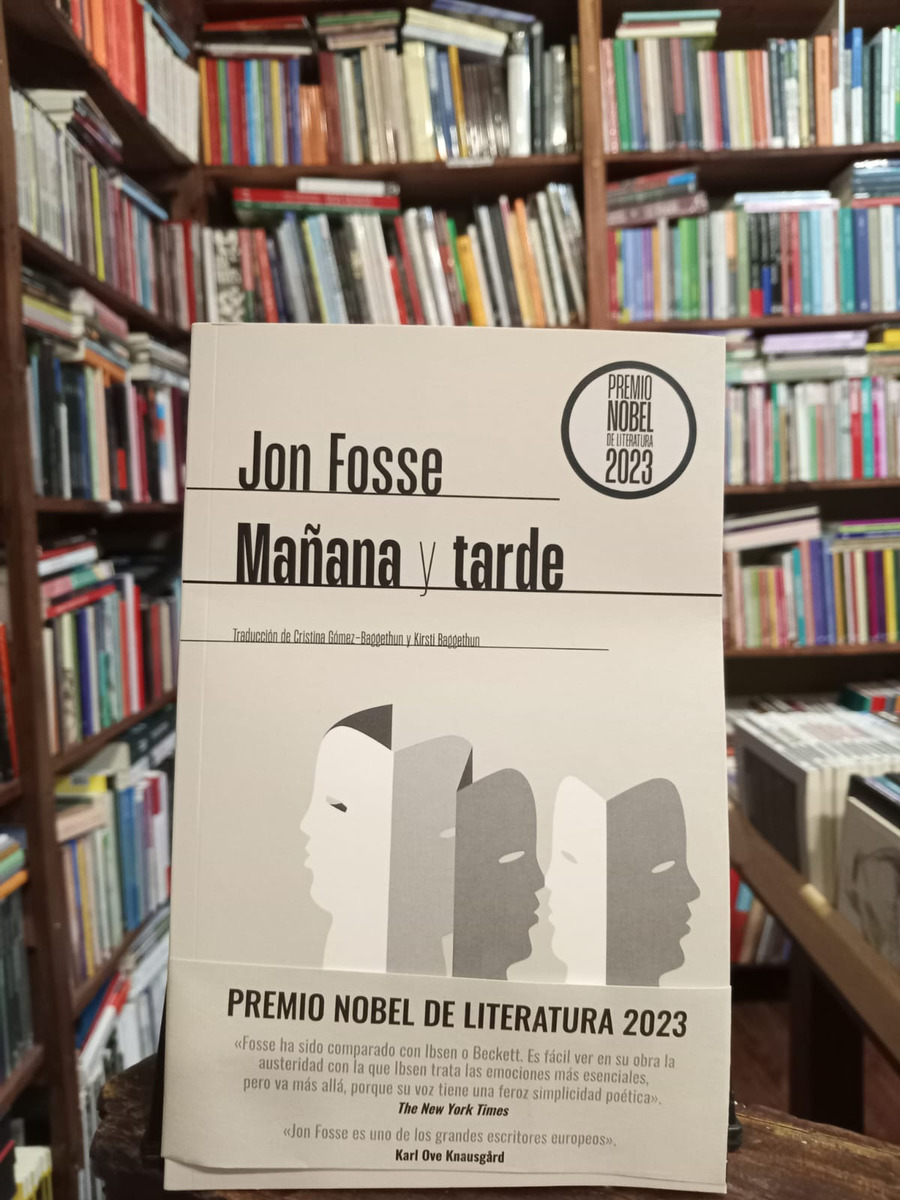 Jon Fosse
PREMIO
NOBEL
DE LITERATURA
2023
Mañana y tarde
Traducción de Cristina Gómez-Baggethun y Kirsti Baggethun
PREMIO NOBEL DE LITERATURA 2023
«Fosse ha sido comparado con Ibsen o Beckett. Es fácil ver en su obra la
austeridad con la que Ibsen trata las emociones más esenciales,
pero va más allá, porque su voz tiene una feroz simplicidad poética».
The New York Times
«Jon Fosse es uno de los grandes escritores europeos».
Karl Ove Knausgård